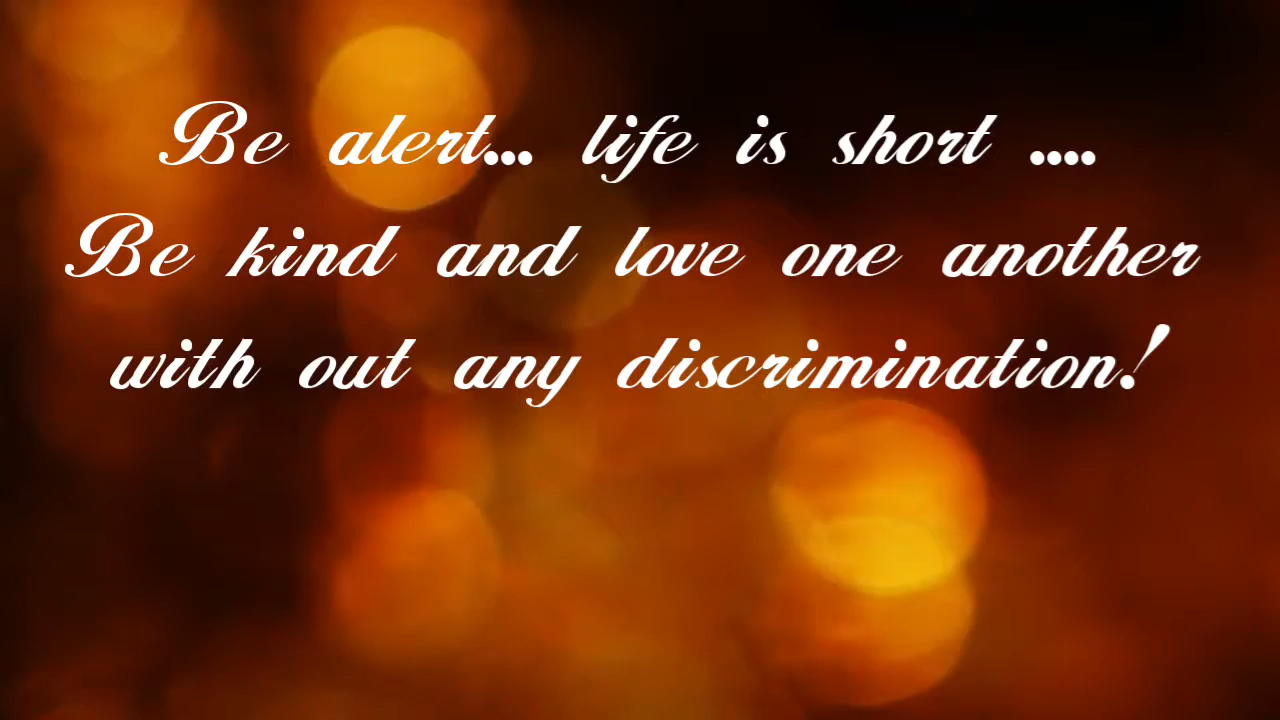 Be alert... life is short ....
Be kind and love one another
with out any discrimination!